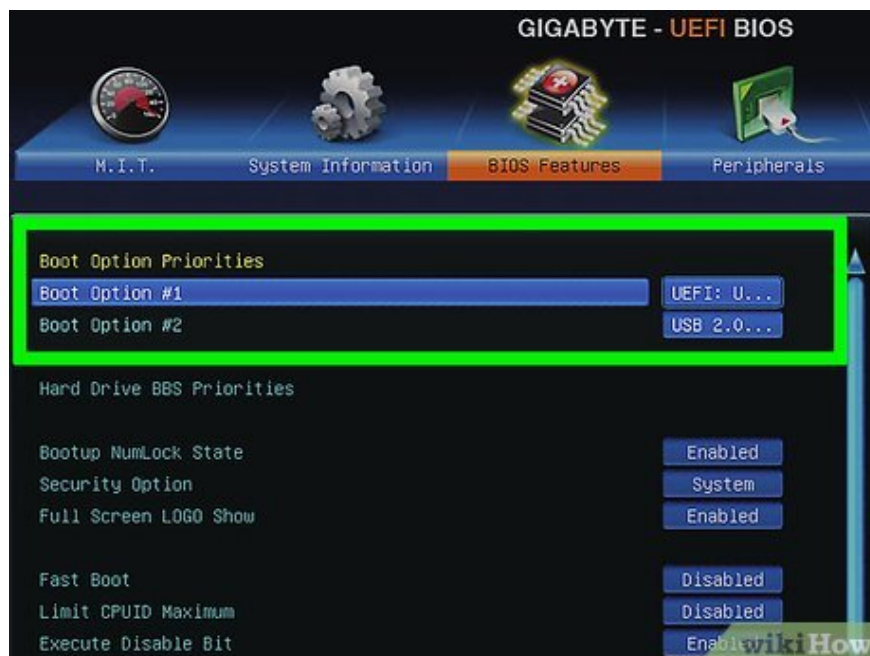 GIGABYTE - UEFI BIOS
M.I.T. System Information BIOS Features Peripherals
Boot Option Priorities
Boot Option #1 UEFI: U...
Boot Option #2 USB 2.0...
Hard Drive BBS Priorities
Bootup NumLock State Enabled
Security Option System
Full Screen LOGO Show Enabled
Fast Boot Disabled
Limit CPUID Maximum Disabled
Execute Disable Bit
wikiHow